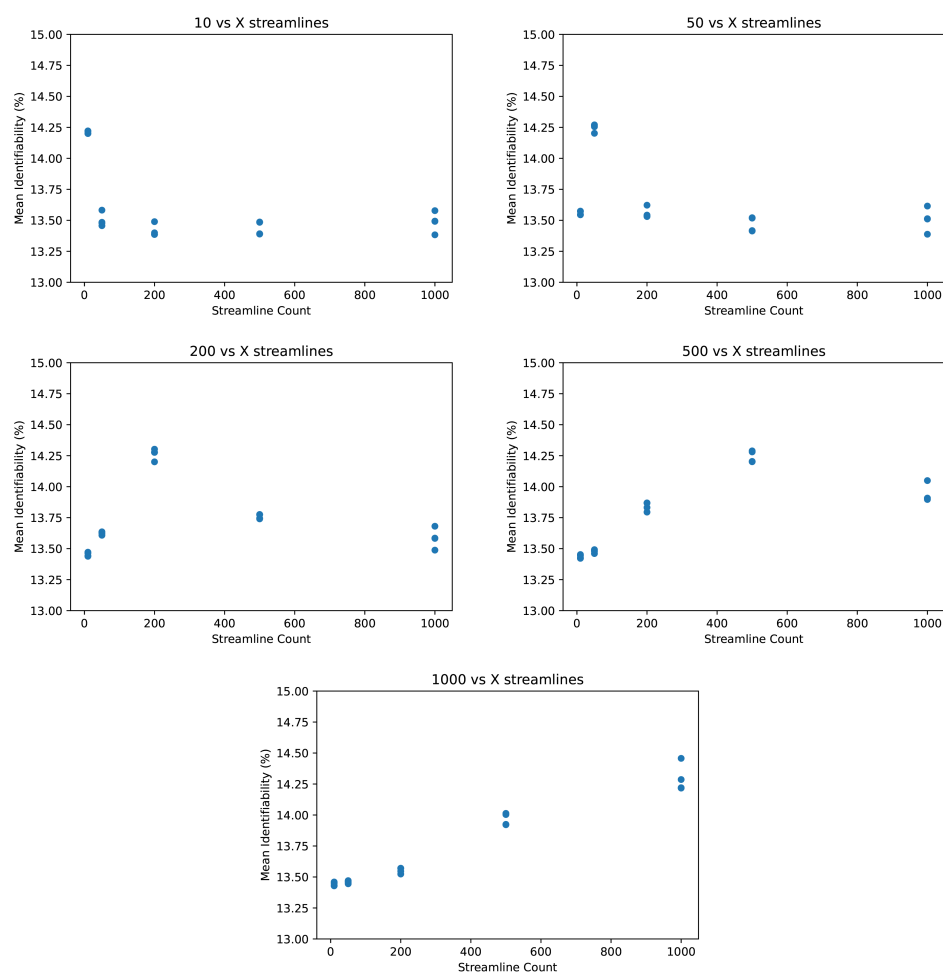 10 vs X streamlines
15.00
14.75
14.50
14.25
14.00
13.75
13.50
13.25
13.00
Mean Identifiability (%)
0 200 400 600 800 1000
Streamline Count
50 vs X streamlines
15.00
14.75
14.50
14.25
14.00
13.75
13.50
13.25
13.00
Mean Identifiability (%)
0 200 400 600 800 1000
Streamline Count
200 vs X streamlines
15.00
14.75
14.50
14.25
14.00
13.75
13.50
13.25
13.00
Mean Identifiability (%)
0 200 400 600 800 1000
Streamline Count
500 vs X streamlines
15.00
14.75
14.50
14.25
14.00
13.75
13.50
13.25
13.00
Mean Identifiability (%)
0 200 400 600 800 1000
Streamline Count
1000 vs X streamlines
15.00
14.75
14.50
14.25
14.00
13.75
13.50
13.25
13.00
Mean Identifiability (%)
0 200 400 600 800 1000
Streamline Count